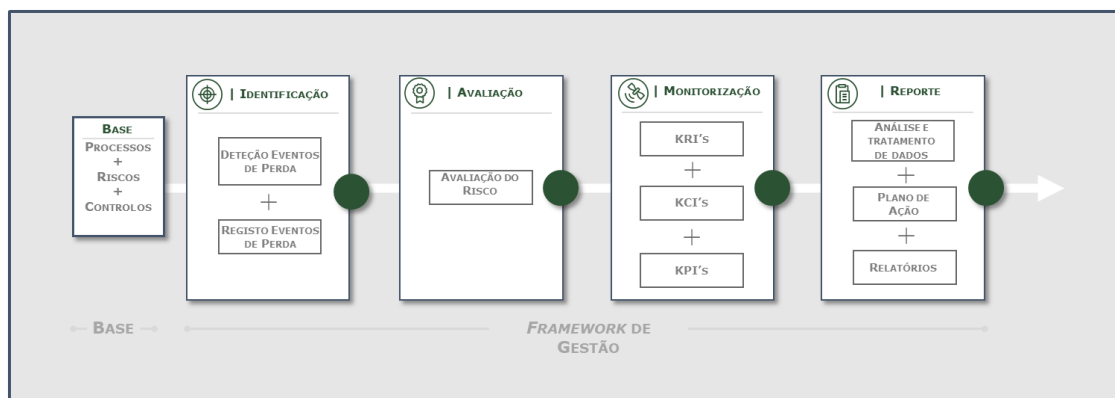 BASE
PROCESSOS
+
RISCOS
+
CONTROLOS
| IDENTIFICAÇÃO
DETEÇÃO EVENTOS
DE PERDA
+
REGISTO EVENTOS
DE PERDA
| AVALIAÇÃO
AVALIAÇÃO DO
RISCO
| MONITORIZAÇÃO
KRI'S
+
KCI'S
+
KPI'S
| REPORTE
ANÁLISE E
TRATAMENTO
DE DADOS
+
PLANO DE
AÇÃO
+
RELATÓRIOS
BASE
FRAMEWORK DE
GESTÃO